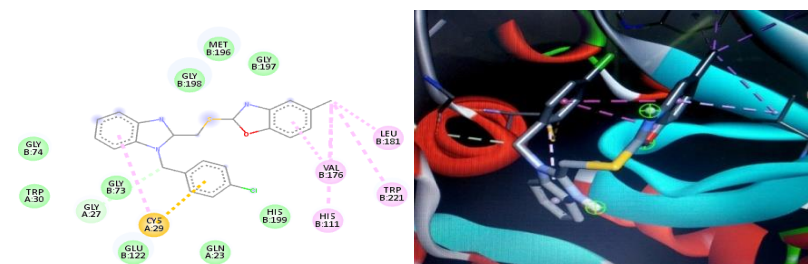 MET
B:196
GLY
B:197
GLY
B:198
N
N
S
N
O
LEU
B:181
GLY
B:74
VAL
B:176
GLY
B:73
TRP
B:221
TRP
A:30
GLY
A:27
Cl
HIS
B:199
HIS
B:111
CYS
A:29
GLU
B:122
GLN
A:23